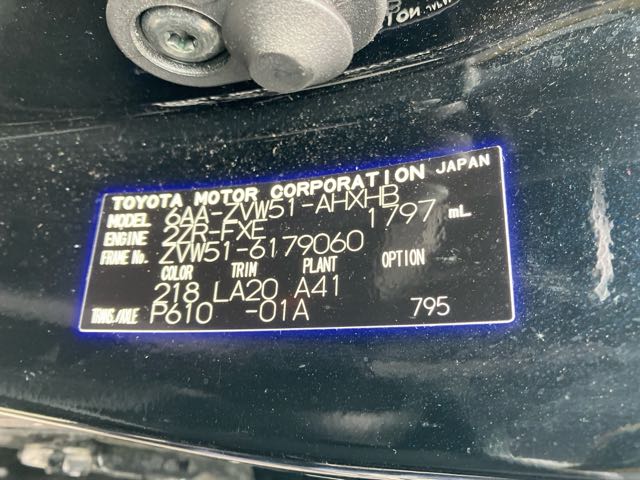 TOYOTA MOTOR CORPORATION JAPAN
MODEL 6AA-ZVW51-AHXHB
ENGINE 2ZR-FXE 1797 mL
FRAME No. ZVW51-6179060
COLOR TRIM PLANT OPTION
218 LA20 A41
TRANS./AXLE P610 -01A 795